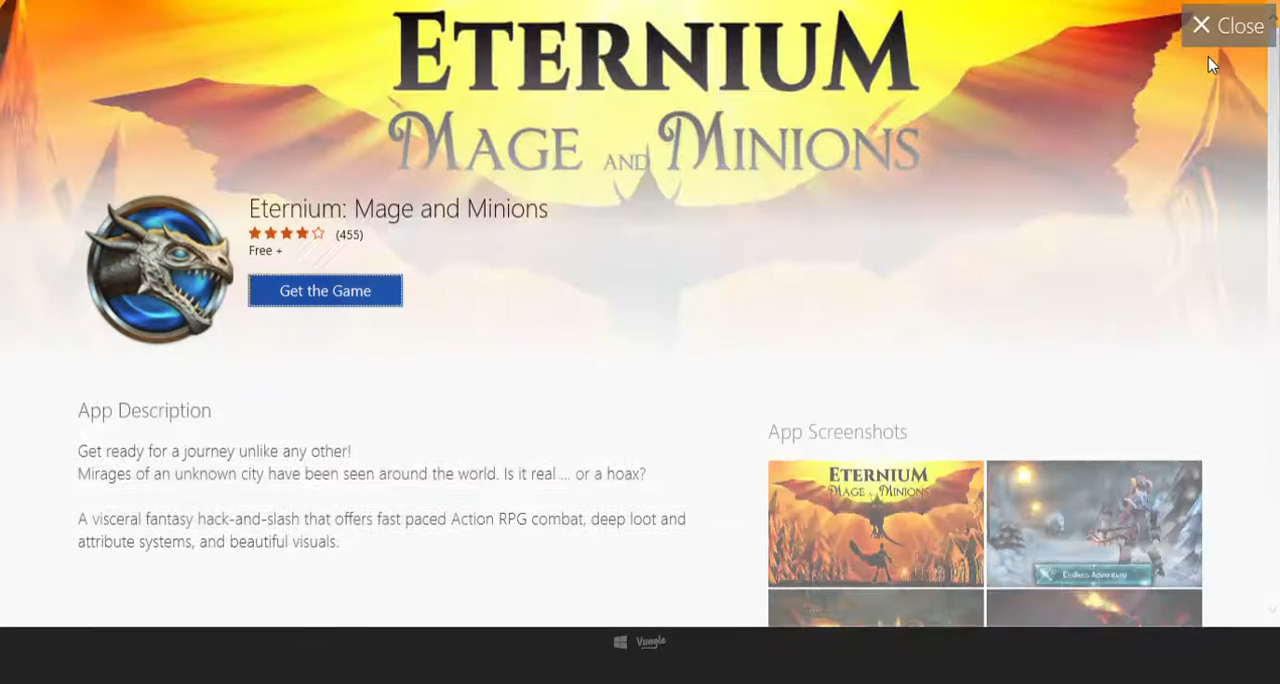 ETERNIUM
MAGE AND MINIONS
Close
Eternium: Mage and Minions
(455)
Free +
Get the Game
App Description
Get ready for a journey unlike any other!
Mirages of an unknown city have been seen around the world. Is it real ... or a hoax?
A visceral fantasy hack-and-slash that offers fast paced Action RPG combat, deep loot and
attribute systems, and beautiful visuals.
App Screenshots
ETERNIUM
MAGE AND MINIONS
Endless Adventure
Vungle